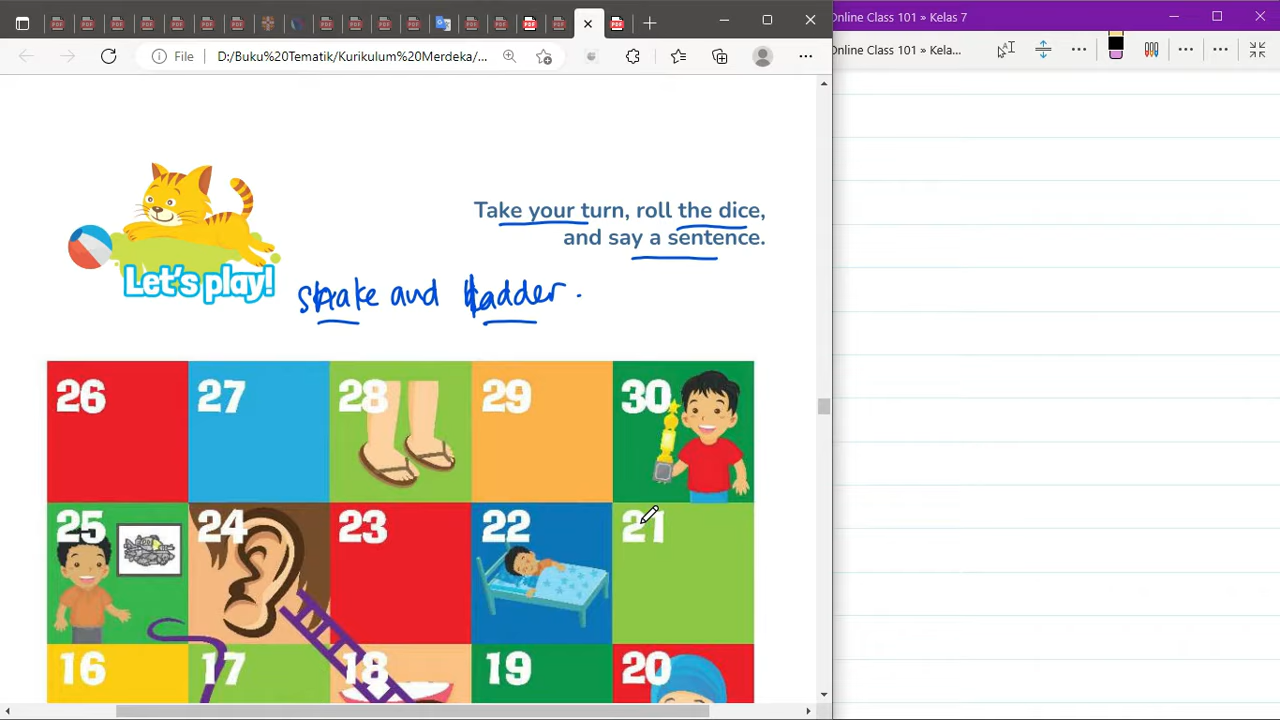 File
D:/Buku%20Tematik/Kurikulum%20Merdeka/...
Online Class 101 » Kelas 7
Online Class 101 » Kela...
Take your turn, roll the dice,
and say a sentence.
Let's play!
snake and ladder.
26 27 28 29 30
25 24 23 22 21
16 17 18 19 20